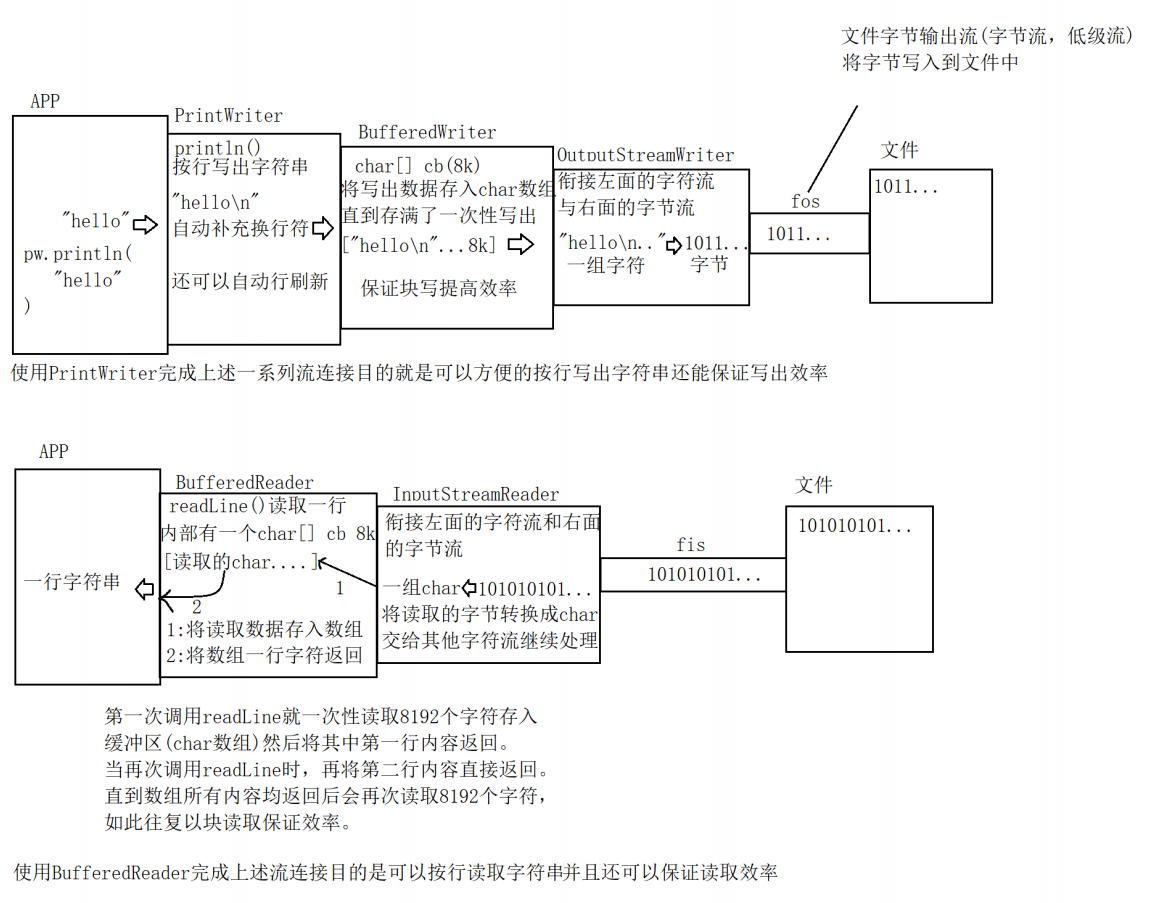 文件字节输出流(字节流，低级流)
将字节写入到文件中
APP
"hello"
pw.println(
"hello"
)
PrintWriter
println()
按行写出字符串
"hello\n"
自动补充换行符
还可以自动行刷新
BufferedWriter
char[] cb(8k)
将写出数据存入char数组
直到存满了一次性写出
["hello\n"...8k]
保证块写提高效率
OutputStreamWriter
衔接左面的字符流
与右面的字节流
"hello\n.." 1011...
一组字符 字节
fos
1011...
文件
1011...
使用PrintWriter完成上述一系列流连接目的就是可以方便的按行写出字符串还能保证写出效率
APP
一行字符串
BufferedReader
readLine()读取一行
内部有一个char[] cb 8k
[读取的char....]
1
2
1:将读取数据存入数组
2:将数组一行字符返回
InputStreamReader
衔接左面的字符流和右面
的字节流
一组char 101010101...
将读取的字节转换成char
交给其他字符流继续处理
fis
101010101...
文件
101010101...
第一次调用readLine就一次性读取8192个字符存入
缓冲区(char数组)然后将其中第一行内容返回。
当再次调用readLine时，再将第二行内容直接返回。
直到数组所有内容均返回后会再次读取8192个字符，
如此往复以块读取保证效率。
使用BufferedReader完成上述流连接目的是可以按行读取字符串并且还可以保证读取效率